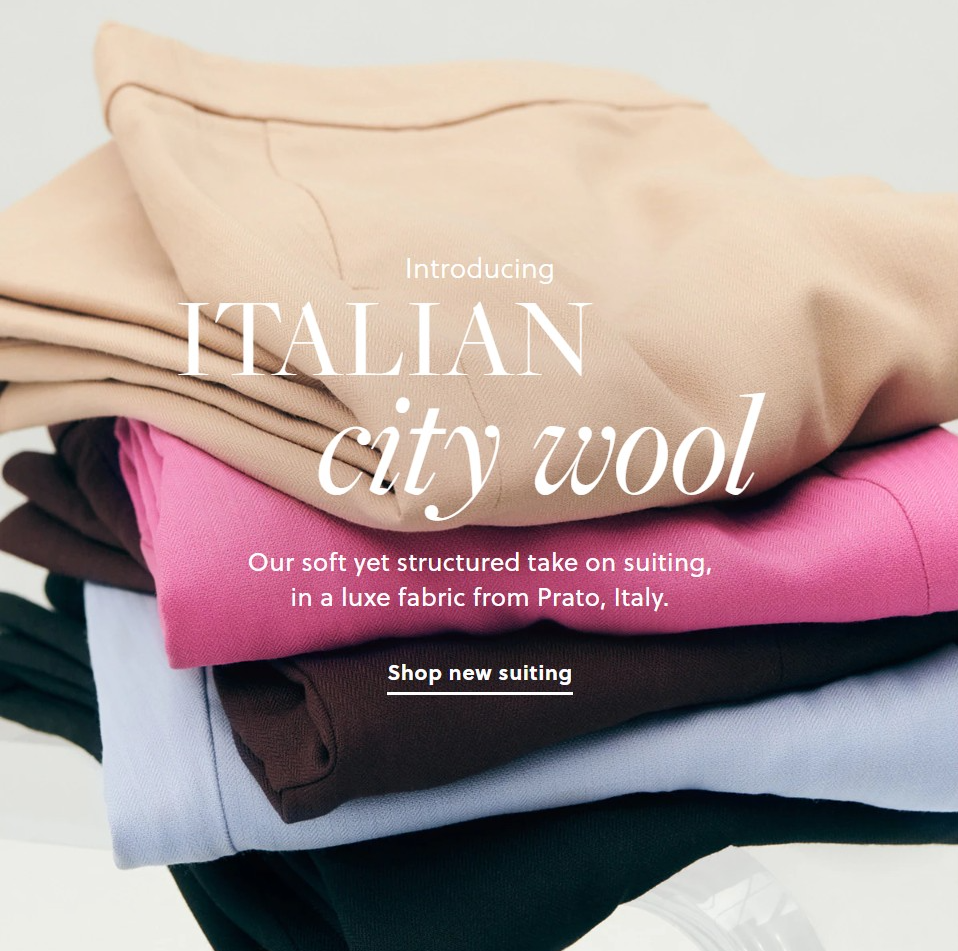 Introducing
ITALIAN
city wool
Our soft yet structured take on suiting,
in a luxe fabric from Prato, Italy.
Shop new suiting